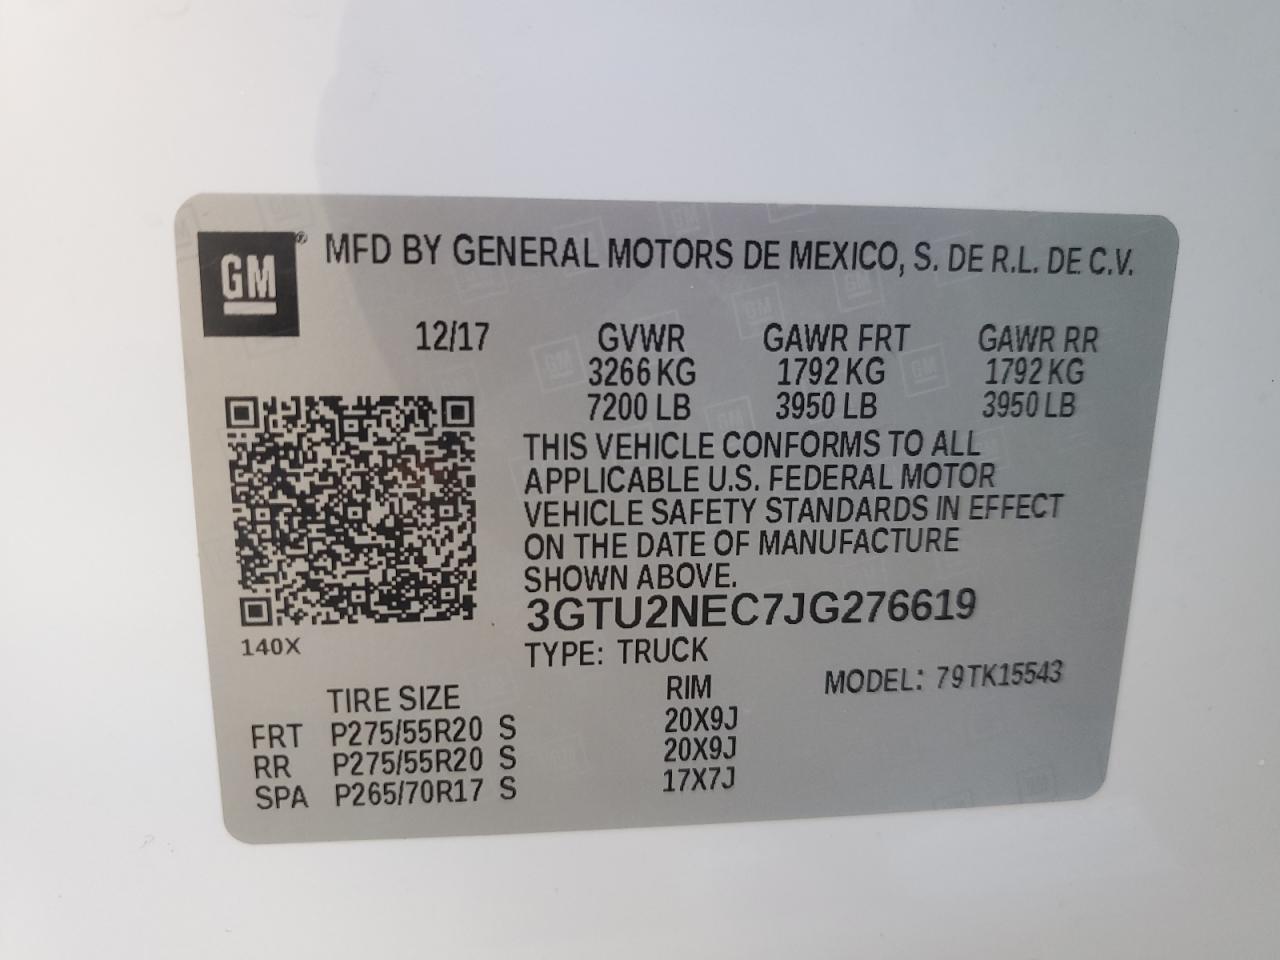 GM® MFD BY GENERAL MOTORS DE MEXICO, S. DE R.L. DE C.V.
12/17 GVWR GAWR FRT GAWR RR
3266 KG 1792 KG 1792 KG
7200 LB 3950 LB 3950 LB
THIS VEHICLE CONFORMS TO ALL
APPLICABLE U.S. FEDERAL MOTOR
VEHICLE SAFETY STANDARDS IN EFFECT
ON THE DATE OF MANUFACTURE
SHOWN ABOVE.
3GTU2NEC7JG276619
140X
TYPE: TRUCK
MODEL: 79TK15543
TIRE SIZE RIM
FRT P275/55R20 S 20X9J
RR P275/55R20 S 20X9J
SPA P265/70R17 S 17X7J